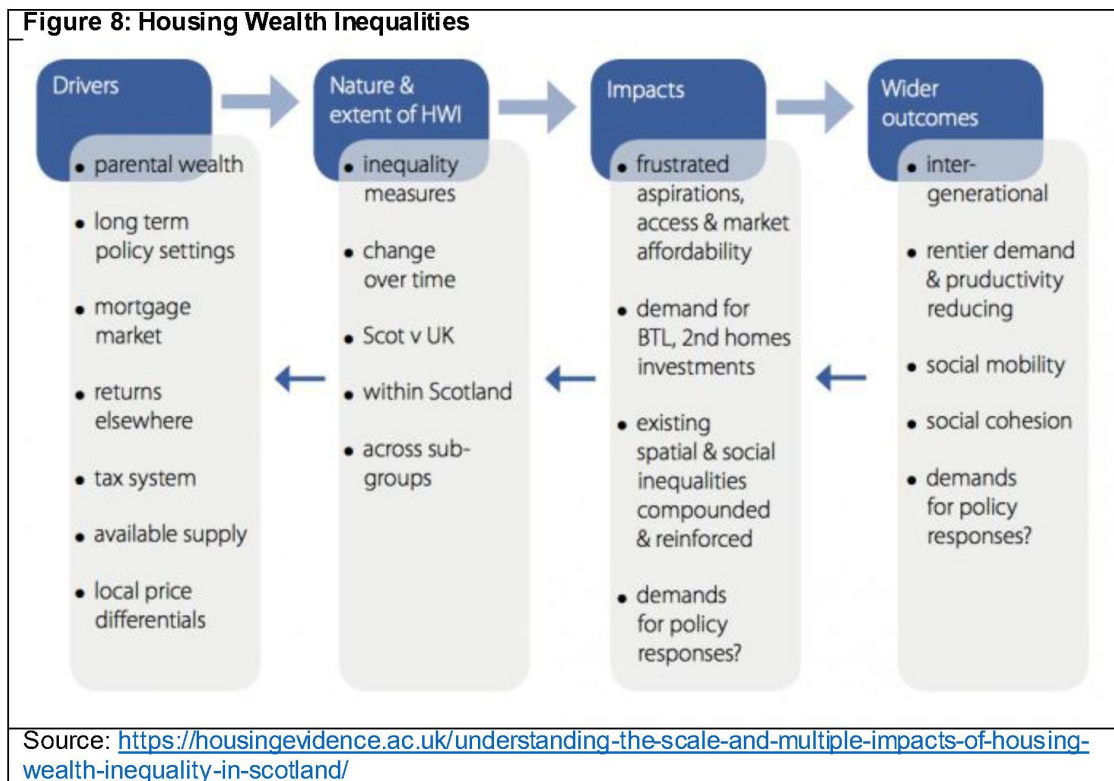 Figure 8: Housing Wealth Inequalities
Drivers
• parental wealth
• long term
policy settings
• mortgage
market
• returns
elsewhere
• tax system
• available supply
• local price
differentials
Nature &
extent of HWI
• inequality
measures
• change
over time
• Scot v UK
• within Scotland
• across sub-
groups
Impacts
• frustrated
aspirations,
access & market
affordability
• demand for
BTL, 2nd homes
investments
• existing
spatial & social
inequalities
compounded
& reinforced
• demands
for policy
responses?
Wider
outcomes
• inter-
generational
• rentier demand
& pructivity
reducing
• social mobility
• social cohesion
• demands
for policy
responses?
Source: https://housingevidence.ac.uk/understanding-the-scale-and-multiple-impacts-of-housing-
wealth-inequality-in-scotland/